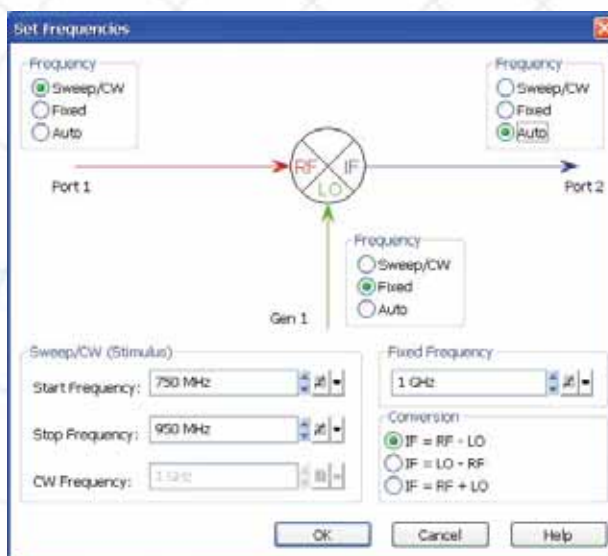 Set Frequencies
Frequency
Sweep/CW
Fixed
Auto
Frequency
Sweep/CW
Fixed
Auto
RF
IF
LO
Port 1
Port 2
Frequency
Sweep/CW
Fixed
Auto
Gen 1
Sweep/CW (Stimulus)
Start Frequency: 750 MHz
Stop Frequency: 950 MHz
CW Frequency: 1 GHz
Fixed Frequency
1 GHz
Conversion
IF = RF - LO
IF = LO - RF
IF = RF + LO
OK
Cancel
Help